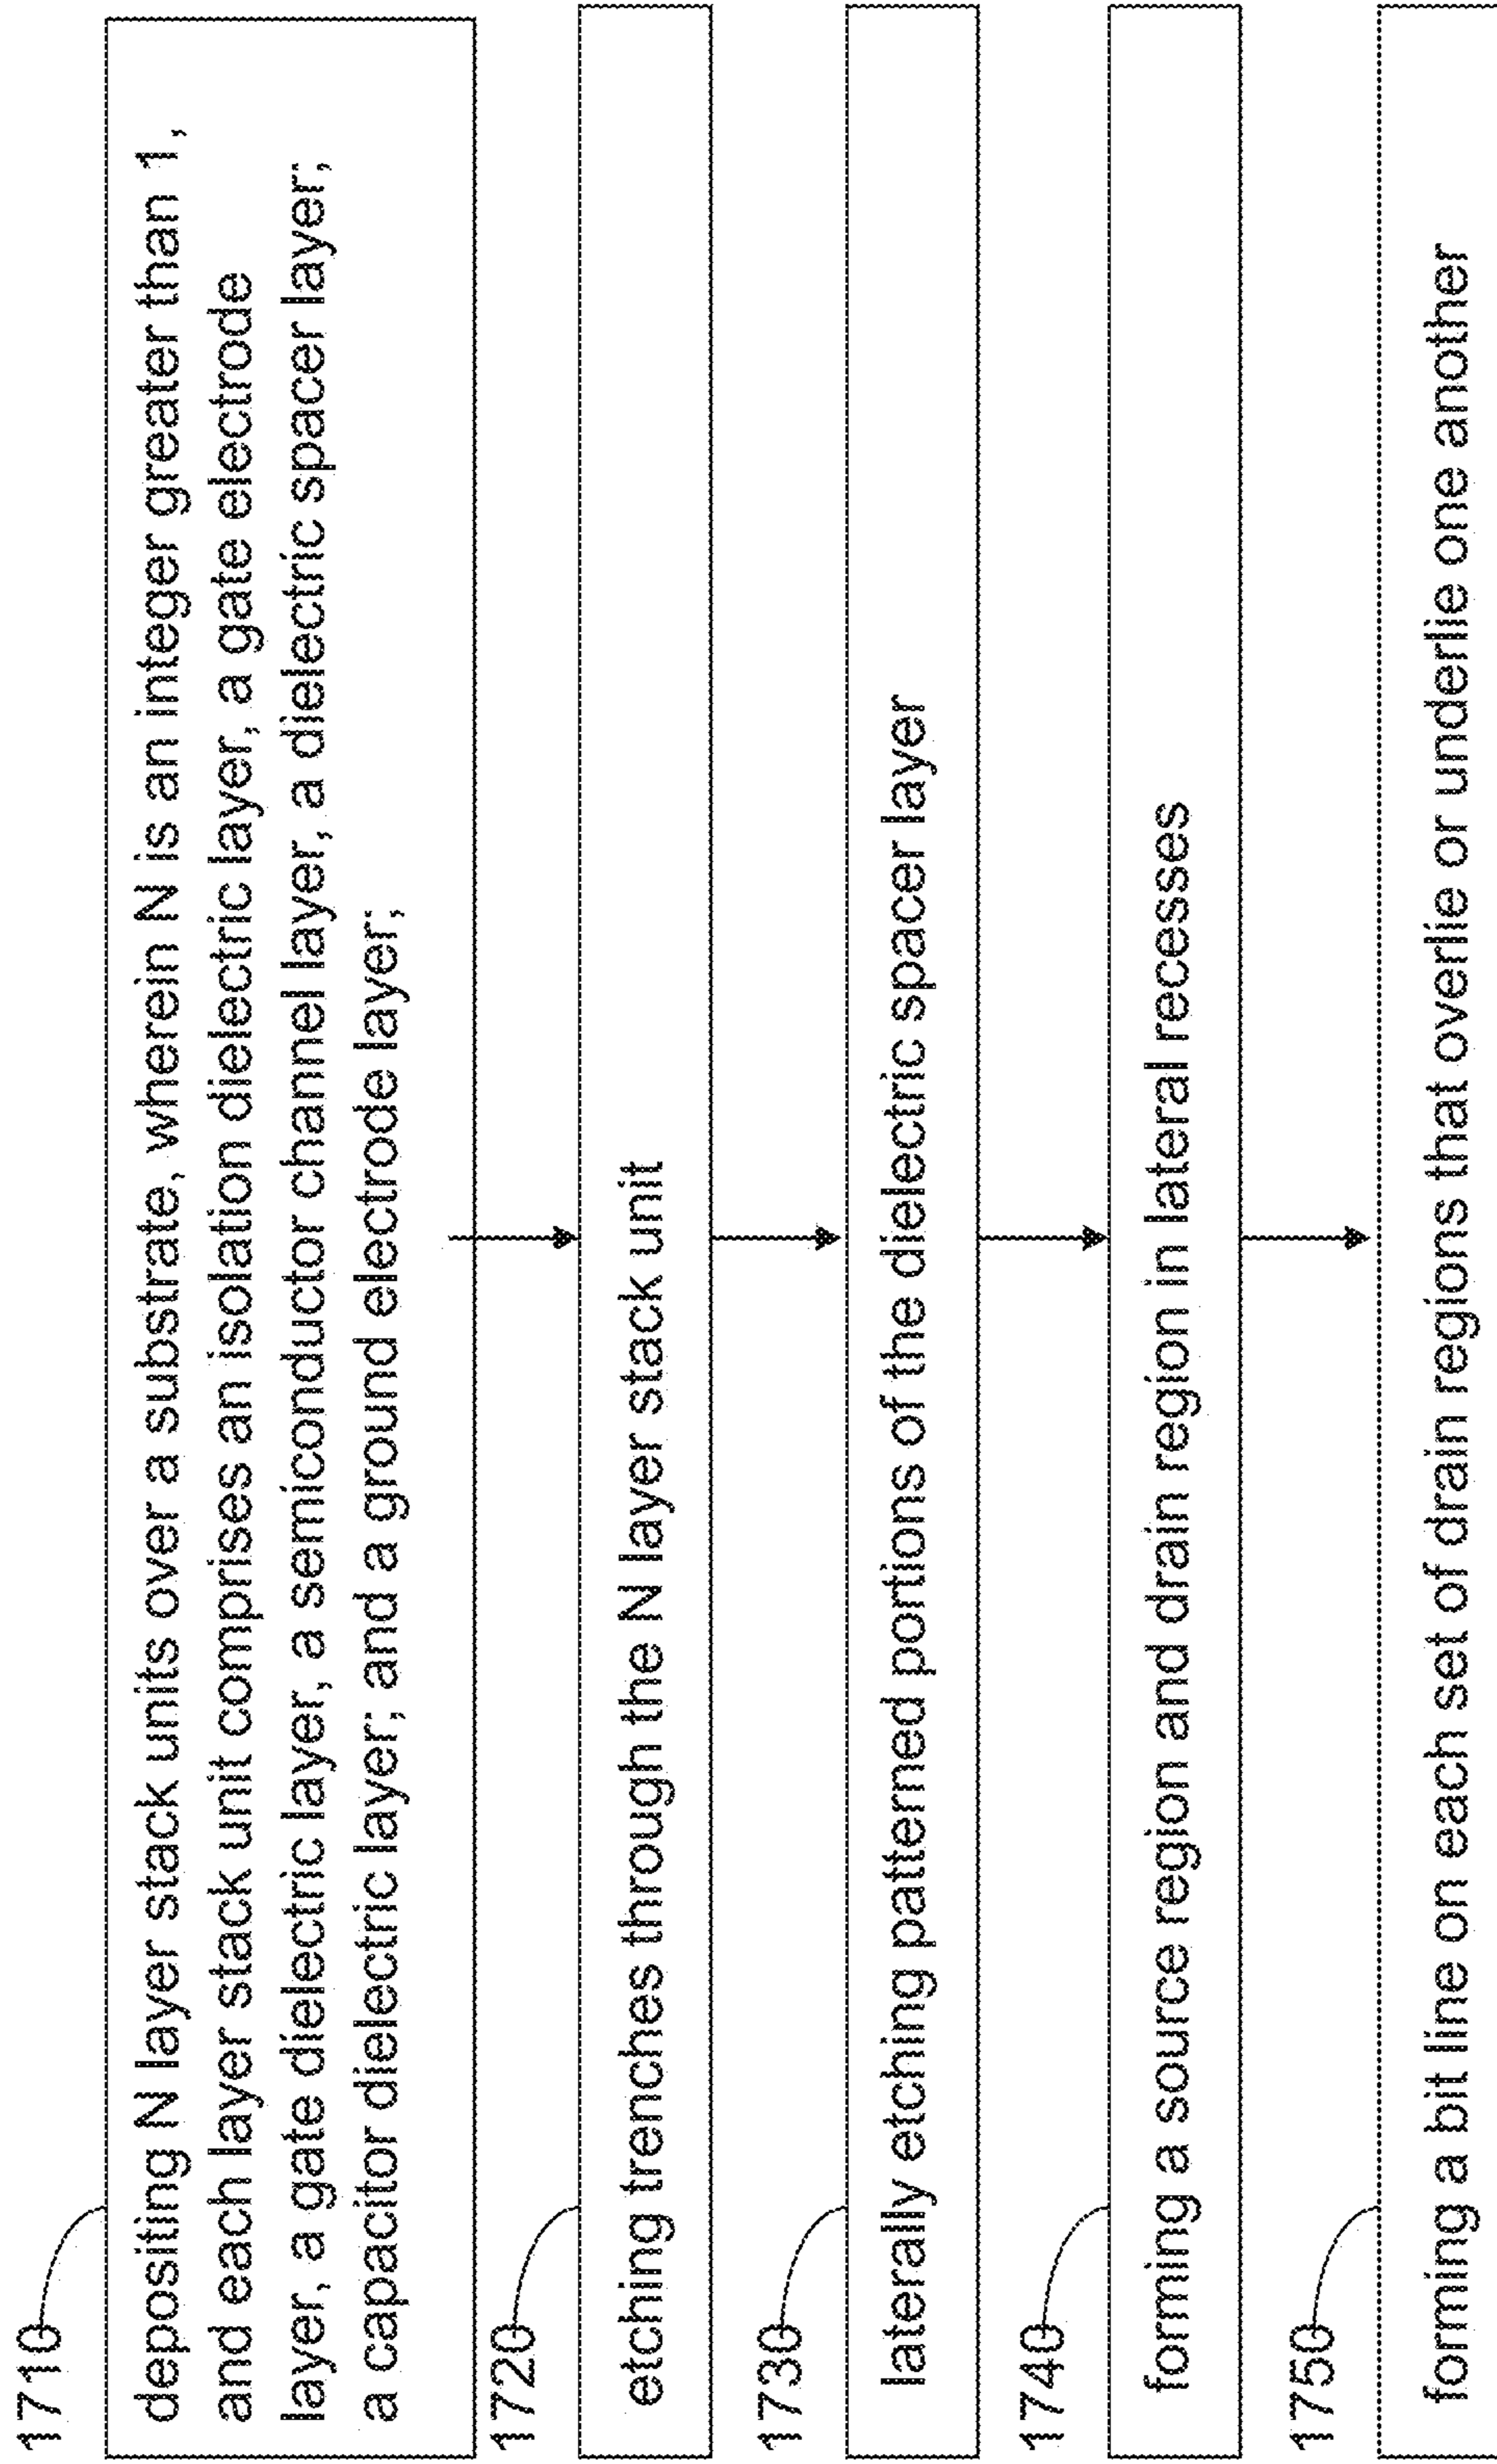 1710
depositing N layer stack units over a substrate, wherein N is an integer greater than 1,
and each layer stack unit comprises an isolation dielectric layer, a gate electrode
layer, a gate dielectric layer, a semiconductor channel layer, a dielectric spacer layer;
a capacitor dielectric layer; and a ground electrode layer;
1720
etching trenches through the N layer stack unit
1730
laterally etching patterned portions of the dielectric spacer layer
1740
forming a source region and drain region in lateral recesses
1750
forming a bit line on each set of drain regions that overlie or underlie one another